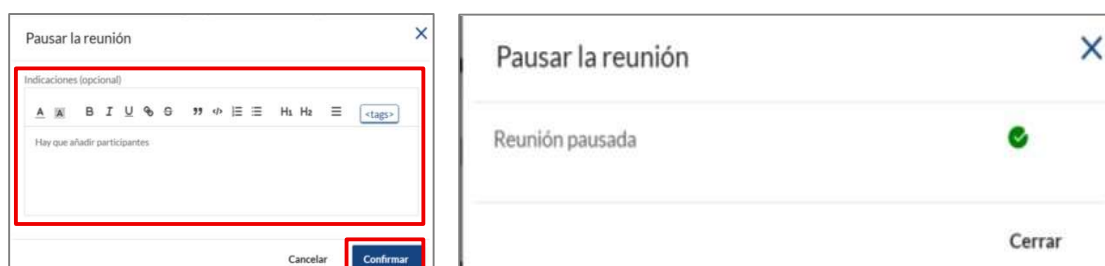 Pausar la reunión
Indicaciones (opcional)
A A B I U S " </> H1 H2 <tags>
Hay que añadir participantes
Cancelar Confirmar
Pausar la reunión
Reunión pausada
Cerrar